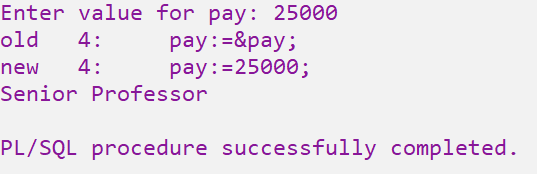 Enter value for pay: 25000
old   4:     pay:=&pay;
new   4:     pay:=25000;
Senior Professor

PL/SQL procedure successfully completed.